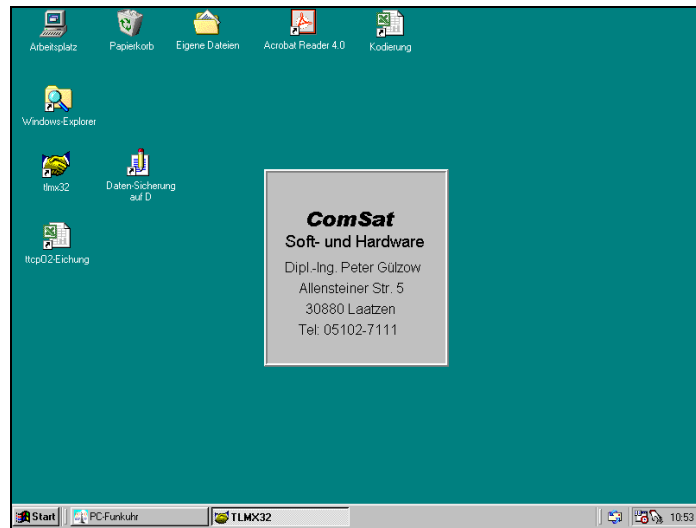 Arbeitsplatz
Papierkorb
Eigene Dateien
Acrobat Reader 4.0
Kodierung
Windows-Explorer
tlmx32
Daten-Sicherung
auf D
ttcpO2-Eichung
ComSat
Soft- und Hardware
Dipl.-Ing. Peter Gülzow
Allensteiner Str. 5
30880 Laatzen
Tel: 05102-7111
Start
PC-Funkuhr
TLMX32
10:53